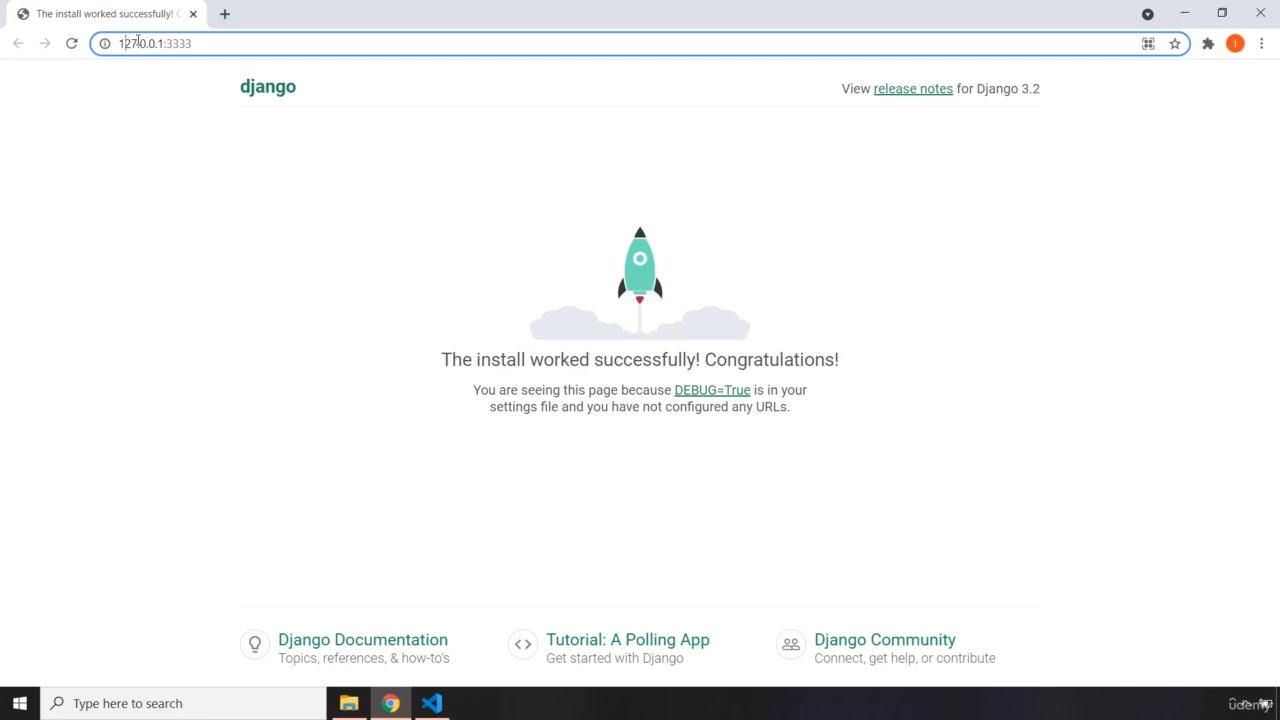 The install worked successfully! C
127.0.0.1:3333
django
View release notes for Django 3.2
The install worked successfully! Congratulations!
You are seeing this page because DEBUG=True is in your
settings file and you have not configured any URLs.
Django Documentation
Topics, references, & how-to's
Tutorial: A Polling App
Get started with Django
Django Community
Connect, get help, or contribute
Type here to search
udemy